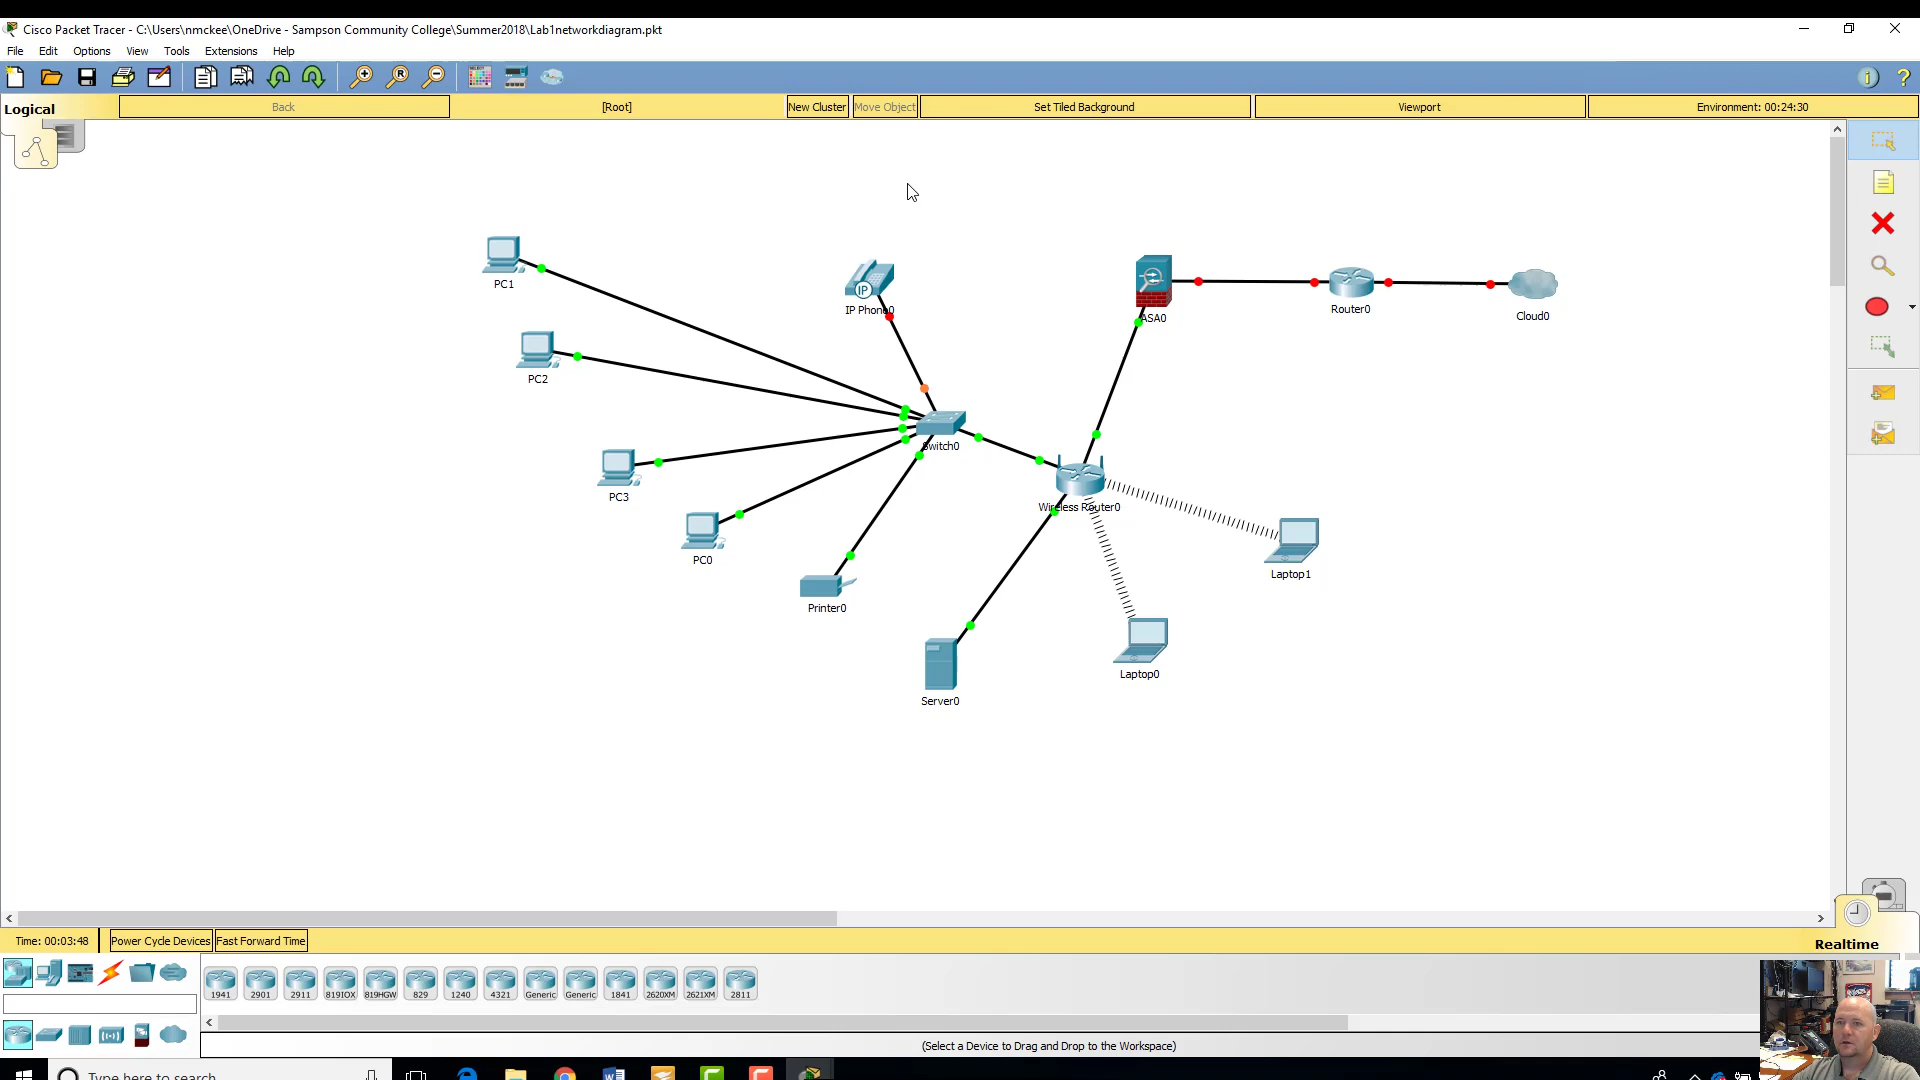 Cisco Packet Tracer - C:\Users\nmckee\OneDrive - Sampson Community College\Summer2018\Lab1networkdiagram.pkt
File Edit Options View Tools Extensions Help
Logical Back [Root] New Cluster Move Object Set Tiled Background Viewport Environment: 00:24:30
PC1
IP
IP Phone0
ASA0
Router0
Cloud0
PC2
Switch0
PC3
Wireless Router0
PC0
Laptop1
Printer0
Laptop0
Server0
Time: 00:03:48 Power Cycle Devices Fast Forward Time
Realtime
1941 2901 2911 819IOX 819HGW 829 1240 4321 Generic Generic 1841 2620XM 2621XM 2811
(Select a Device to Drag and Drop to the Workspace)
Type here to search